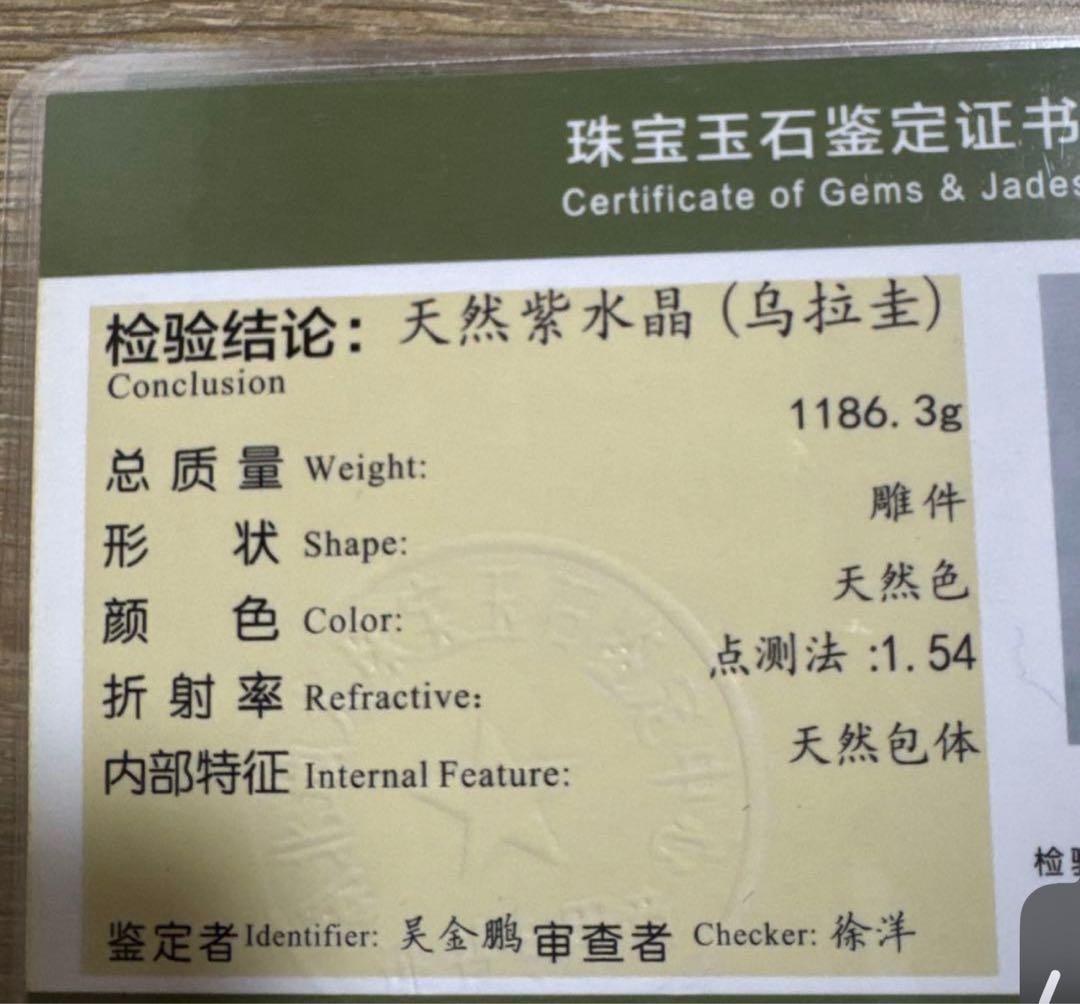 珠宝玉石鉴定证书
Certificate of Gems & Jades
检验结论：天然紫水晶 (乌拉圭)
Conclusion
1186.3g
总质量 Weight:
雕件
形状 Shape:
天然色
颜色 Color:
点测法 :1.54
折射率 Refractive:
天然包体
内部特征 Internal Feature:
鉴定者 Identifier: 吴金鹏 审查者 Checker: 徐洋
检